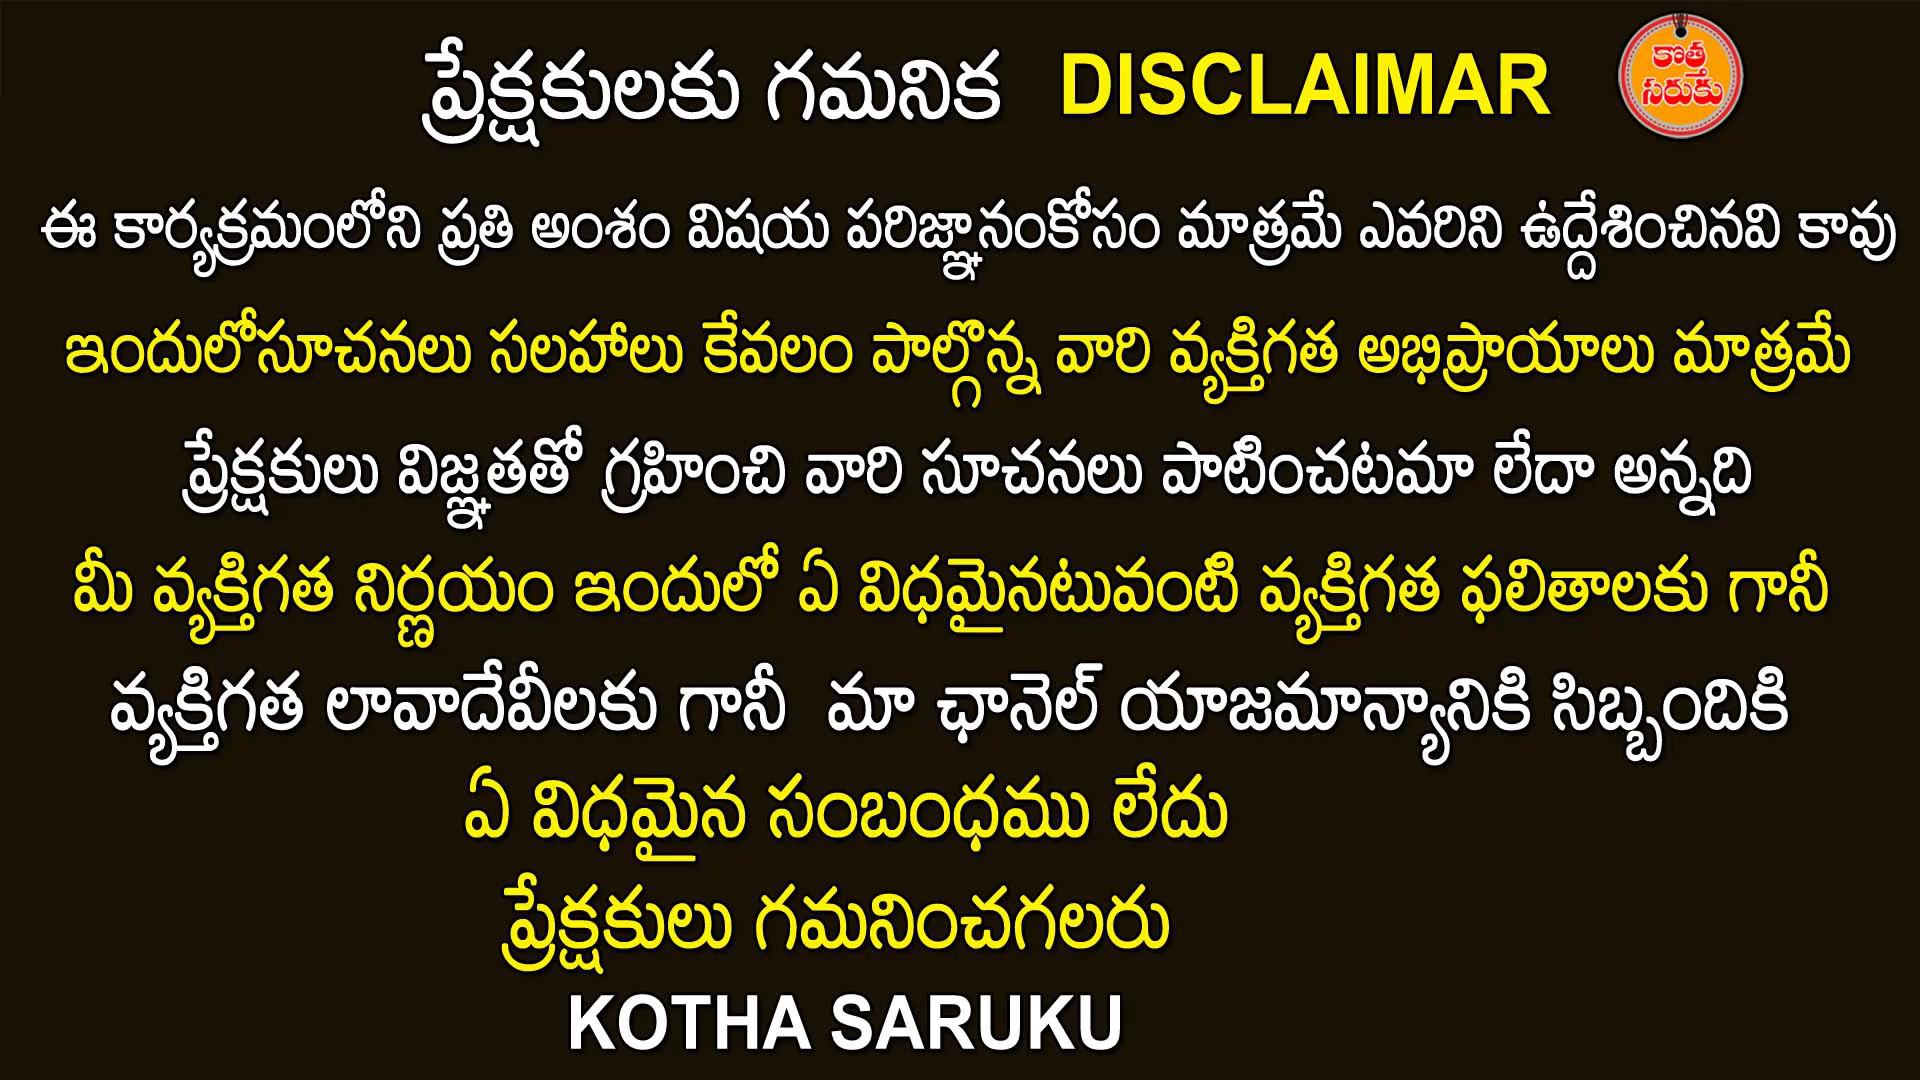 ప్రేక్షకులకు గమనిక DISCLAIMAR
కొత్త
సరుకు
ఈ కార్యక్రమంలోని ప్రతి అంశం విషయ పరిజ్ఞానంకోసం మాత్రమే ఎవరిని ఉద్దేశించినవి కావు
ఇందులోసూచనలు సలహాలు కేవలం పాల్గొన్న వారి వ్యక్తిగత అభిప్రాయాలు మాత్రమే
ప్రేక్షకులు విజ్ఞతతో గ్రహించి వారి సూచనలు పాటించటమా లేదా అన్నది
మీ వ్యక్తిగత నిర్ణయం ఇందులో ఏ విధమైనటువంటి వ్యక్తిగత ఫలితాలకు గానీ
వ్యక్తిగత లావాదేవీలకు గానీ మా ఛానెల్ యాజమాన్యానికి సిబ్బందికి
ఏ విధమైన సంబంధము లేదు
ప్రేక్షకులు గమనించగలరు
KOTHA SARUKU